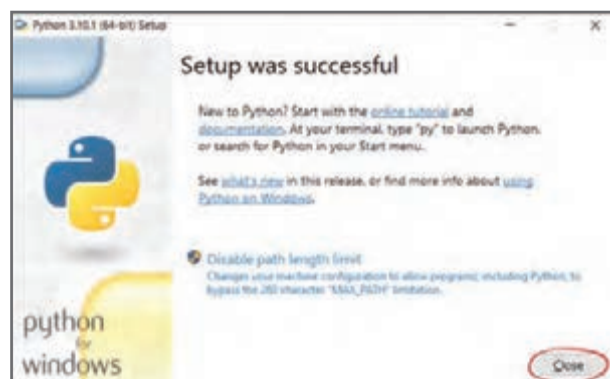 Python 3.10.1 (64-bit) Setup
Setup was successful
New to Python? Start with the online tutorial and
documentation. At your terminal, type "py" to launch Python,
or search for Python in your Start menu.
See what's new in this release, or find more info about using
Python on Windows.
Disable path length limit
Changes your machine configuration to allow programs, including Python, to
bypass the 260 character "MAX_PATH" limitation.
python
for
windows
Close